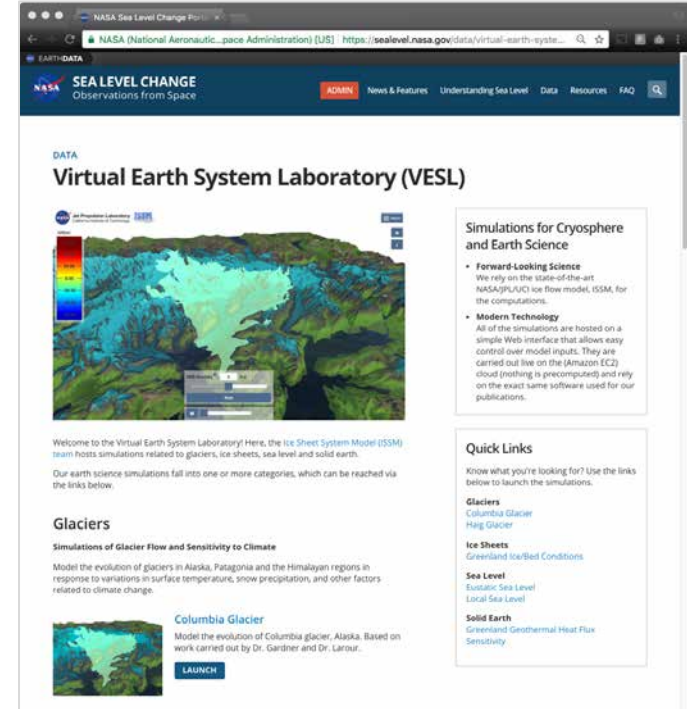 NASA Sea Level Change Port
NASA (National Aeronautic...pace Administration) [US] https://sealevel.nasa.gov/data/virtual-earth-syste...
EARTHDATA
NASA
SEA LEVEL CHANGE
Observations from Space
ADMIN News & Features Understanding Sea Level Data Resources FAQ
DATA
Virtual Earth System Laboratory (VESL)
Jet Propulsion Laboratory
Welcome to the Virtual Earth System Laboratory! Here, the Ice Sheet System Model (ISSM)
team hosts simulations related to glaciers, ice sheets, sea level and solid earth.
Our earth science simulations fall into one or more categories, which can be reached via
the links below.
Glaciers
Simulations of Glacier Flow and Sensitivity to Climate
Model the evolution of glaciers in Alaska, Patagonia and the Himalayan regions in
response to variations in surface temperature, snow precipitation, and other factors
related to climate change.
Columbia Glacier
Model the evolution of Columbia glacier, Alaska. Based on
work carried out by Dr. Gardner and Dr. Larour.
LAUNCH
Simulations for Cryosphere
and Earth Science
• Forward-Looking Science
We rely on the state-of-the-art
NASA/JPL/UCI ice flow model, ISSM, for
the computations.
• Modern Technology
All of the simulations are hosted on a
simple Web interface that allows easy
control over model inputs. They are
carried out live on the (Amazon EC2)
cloud (nothing is precomputed) and rely
on the exact same software used for our
publications.
Quick Links
Know what you're looking for? Use the links
below to launch the simulations.
Glaciers
Columbia Glacier
Haig Glacier
Ice Sheets
Greenland Ice/Bed Conditions
Sea Level
Eustatic Sea Level
Local Sea Level
Solid Earth
Greenland Geothermal Heat Flux
Sensitivity